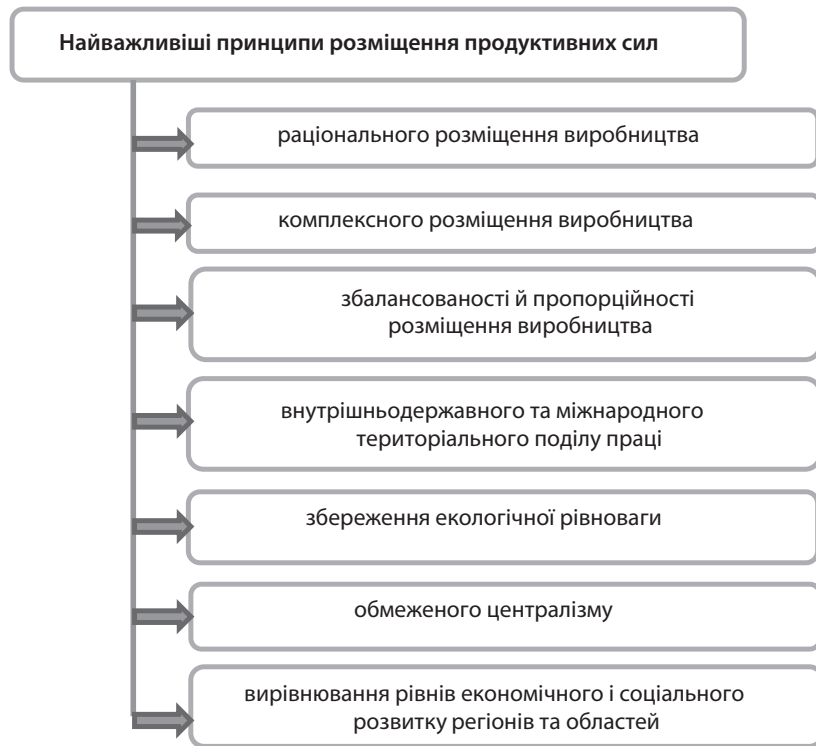 Найважливіші принципи розміщення продуктивних сил
раціонального розміщення виробництва
комплексного розміщення виробництва
збалансованості й пропорційності
розміщення виробництва
внутрішньодержавного та міжнародного
територіального поділу праці
збереження екологічної рівноваги
обмеженого централізму
вирівнювання рівнів економічного і соціального
розвитку регіонів та областей